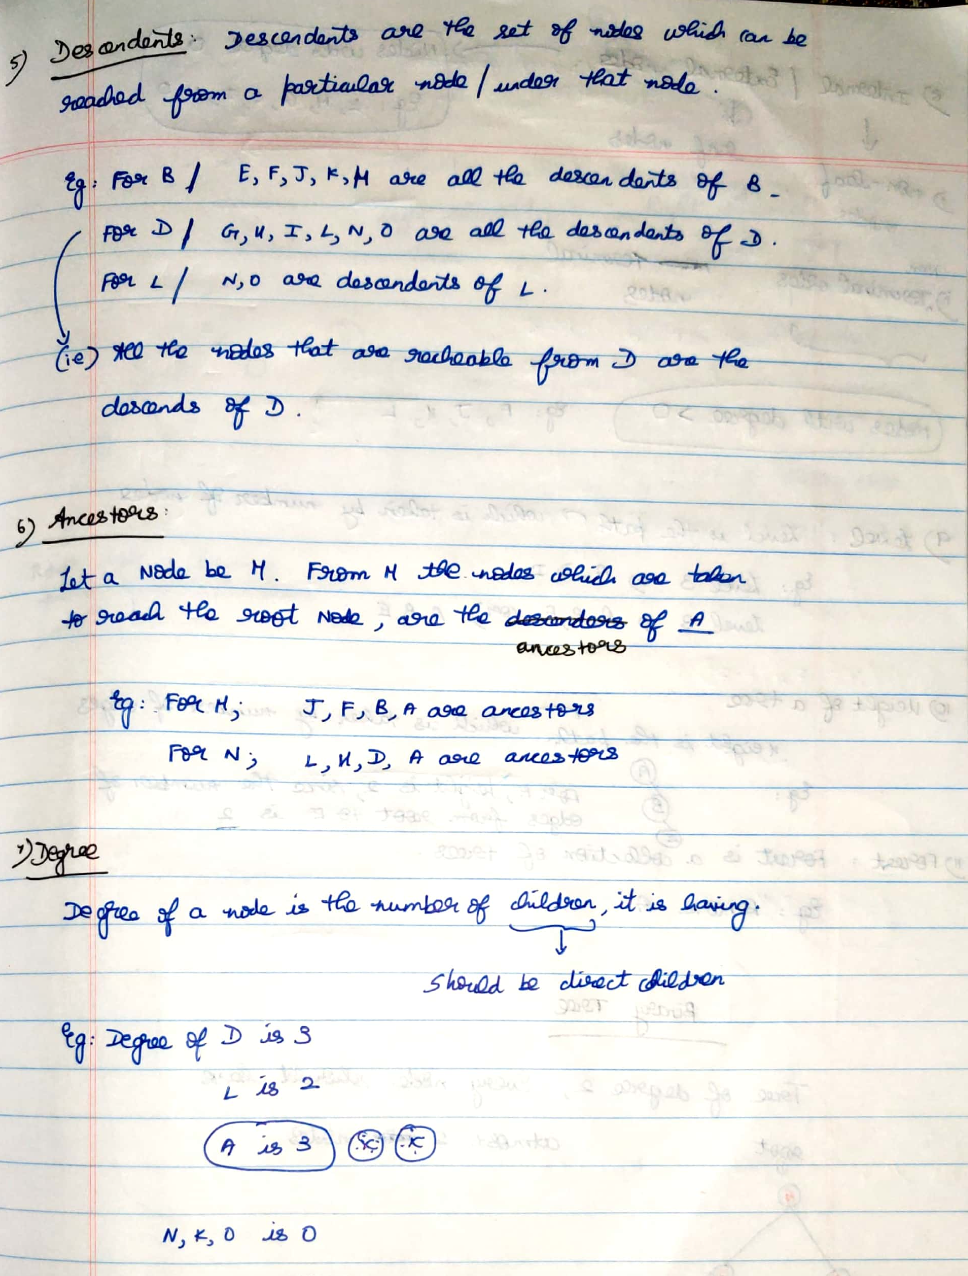 5) Descendents: Descendents are the set of nodes which can be
reached from a particular node / under that node.
Eg: For B / E, F, J, K, M are all the descendents of B.
For D / G, H, I, L, N, O are all the descendents of D.
For L / N, O are descendents of L.
(ie) All the nodes that are racheable from D are the
descends of D.
6) Ancestors:
Let a Node be M. From M the nodes which are taken
to reach the root Node, are the descenders of A
ancestors
Eg: For M; J, F, B, A are ancestors
For N; L, H, D, A are ancestors
7) Degree
Degree of a node is the number of children, it is having.
should be direct children
Eg: Degree of D is 3
L is 2
A is 3
N, K, O is 0